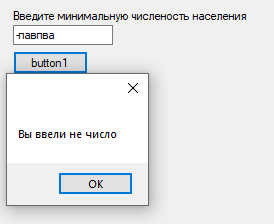 Введите минимальную численость населения
-павпва
button1
Вы ввели не число
OK